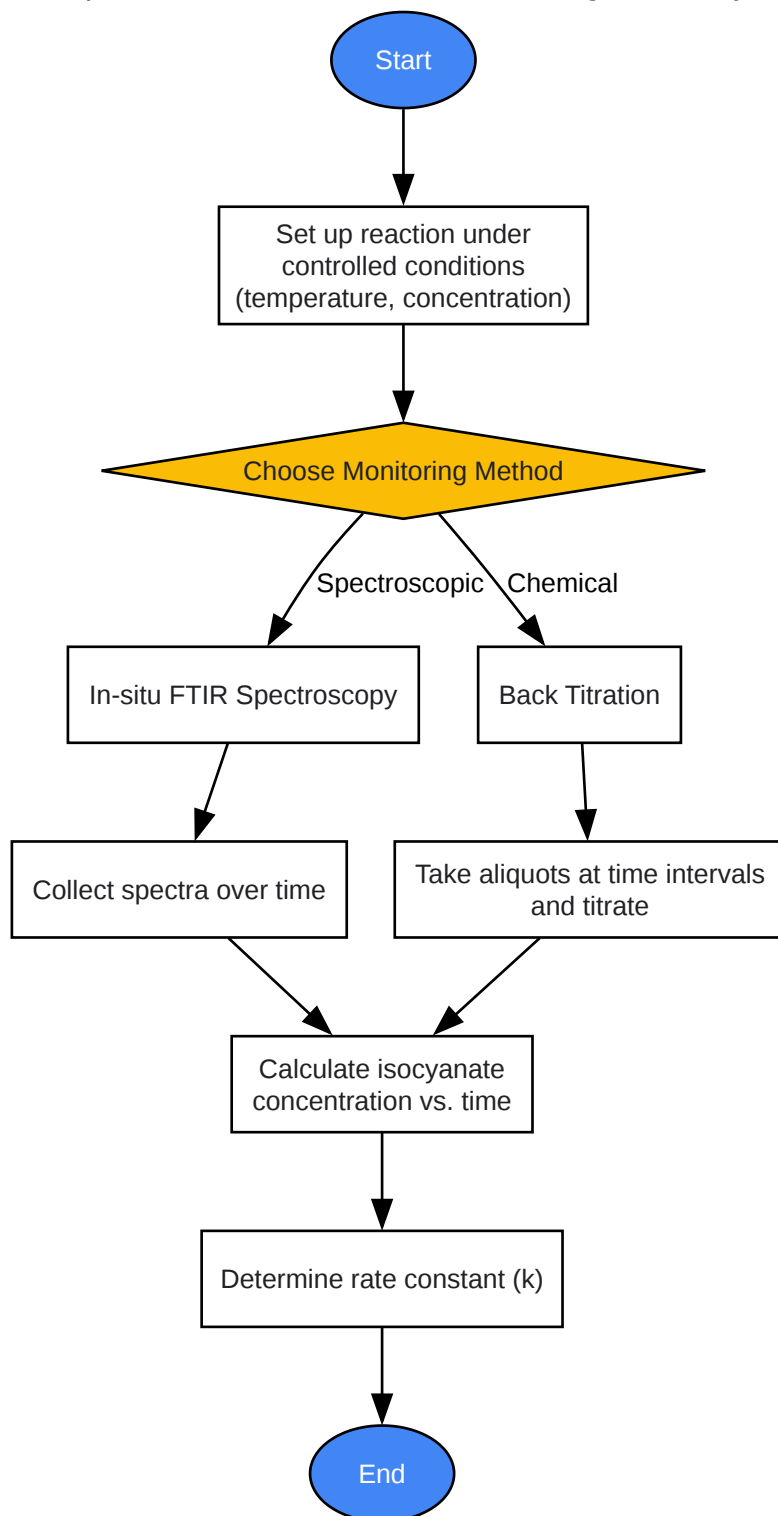 Start
Set up reaction under
controlled conditions
(temperature, concentration)
Choose Monitoring Method
Spectroscopic
Chemical
In-situ FTIR Spectroscopy
Back Titration
Collect spectra over time
Take aliquots at time intervals
and titrate
Calculate isocyanate
concentration vs. time
Determine rate constant (k)
End